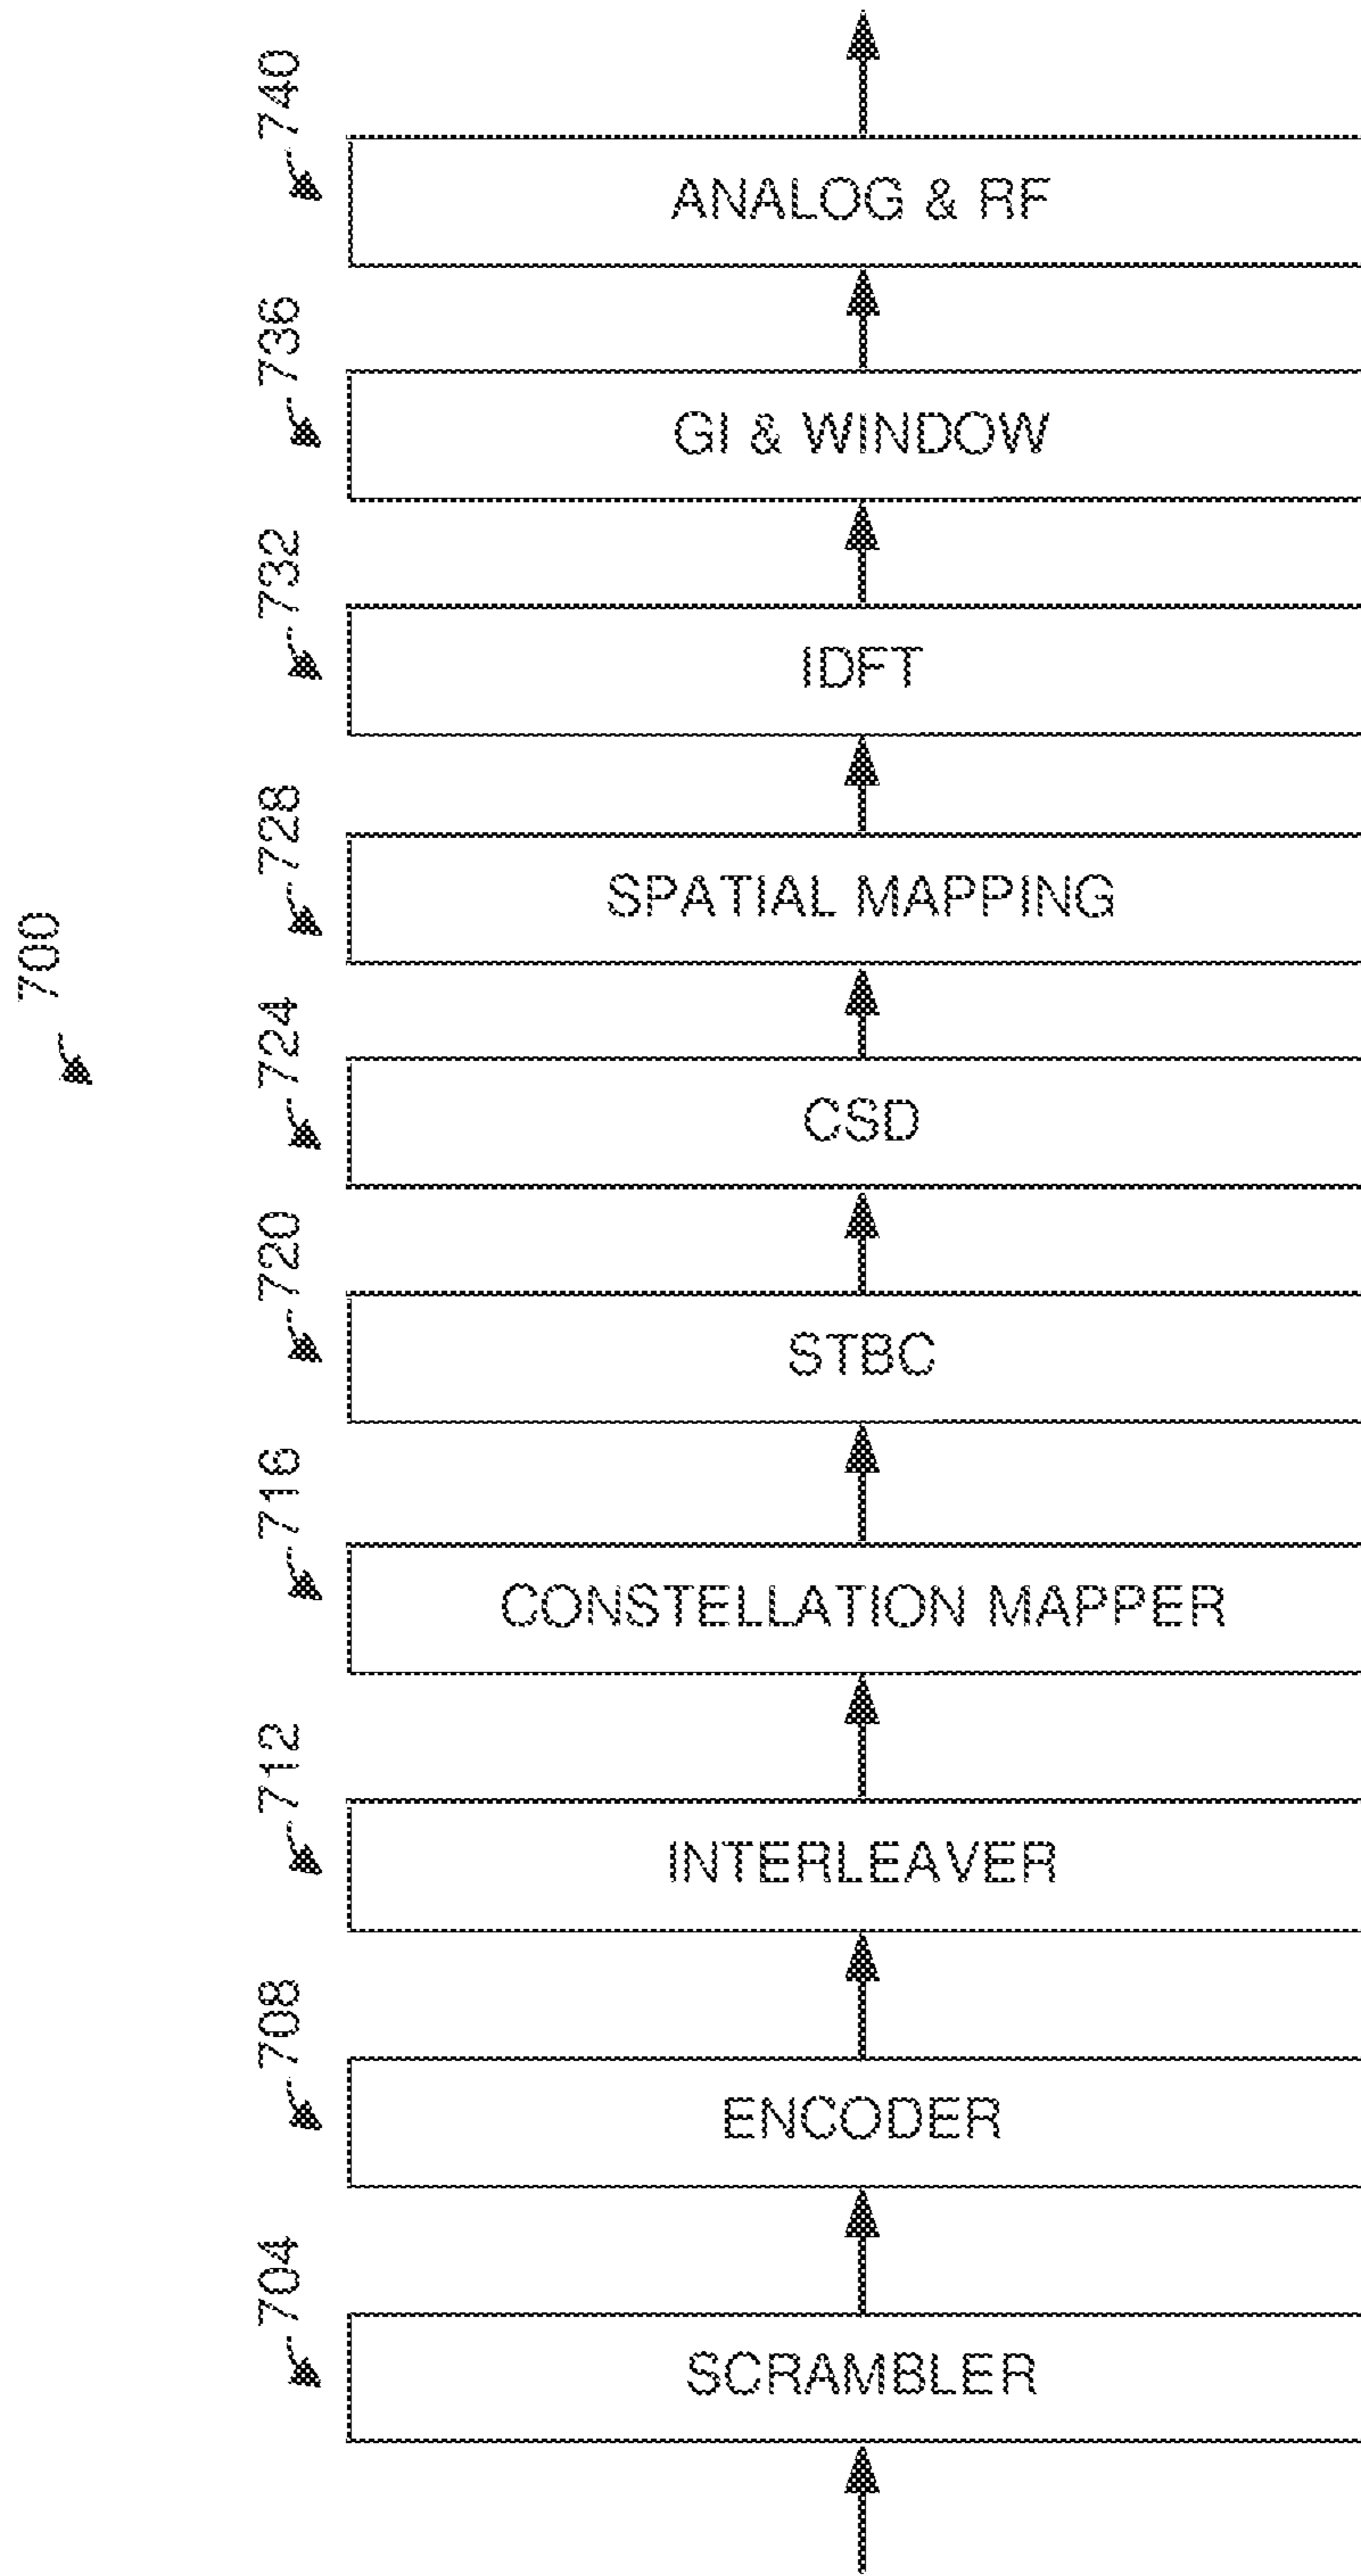 700
740
ANALOG & RF
736
GI & WINDOW
732
IDFT
728
SPATIAL MAPPING
724
CSD
720
STBC
716
CONSTELLATION MAPPER
712
INTERLEAVER
708
ENCODER
704
SCRAMBLER